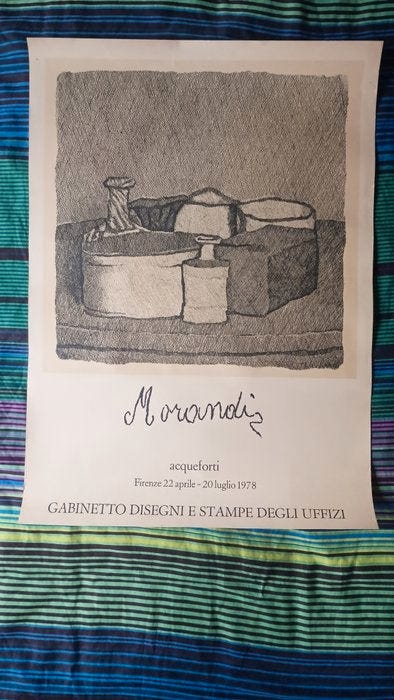 Morandi
acqueforti
Firenze 22 aprile - 20 luglio 1978
GABINETTO DISEGNI E STAMPE DEGLI UFFIZI